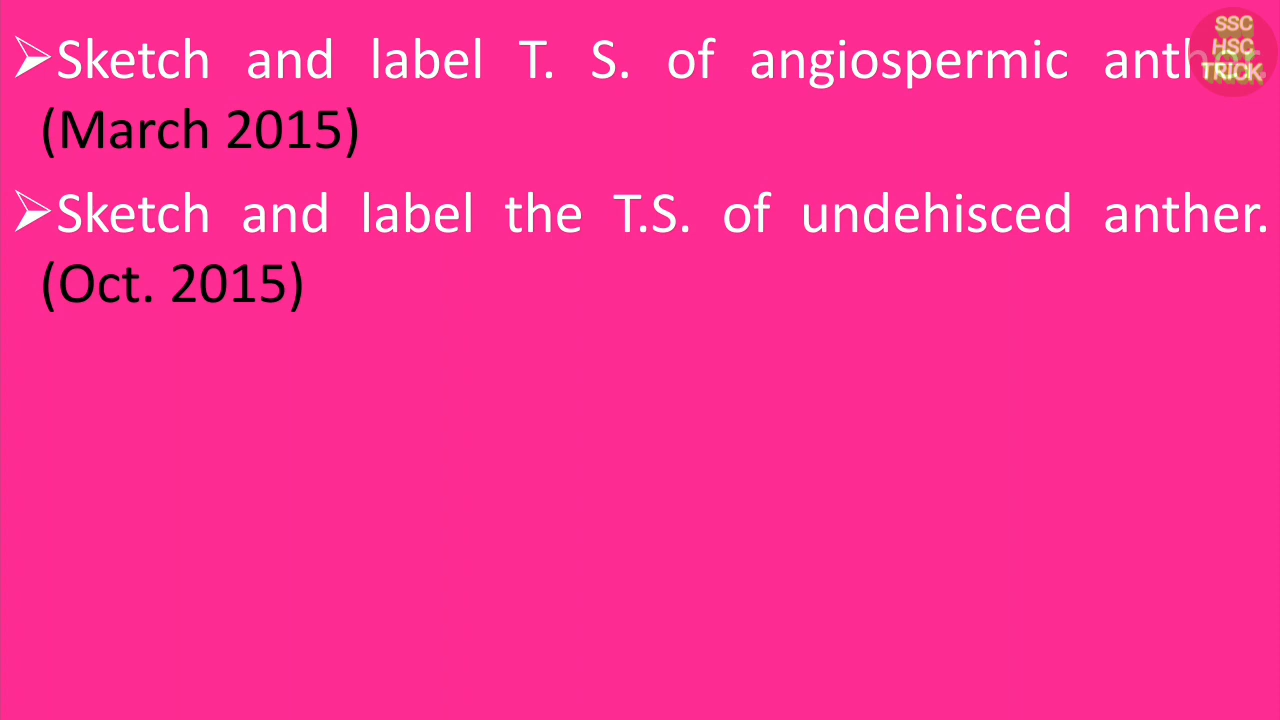 ➢Sketch and label T. S. of angiospermic
(March 2015)
➢Sketch and label the T.S. of undehisced anther.
(Oct. 2015)
SSC
HSC
TRICK